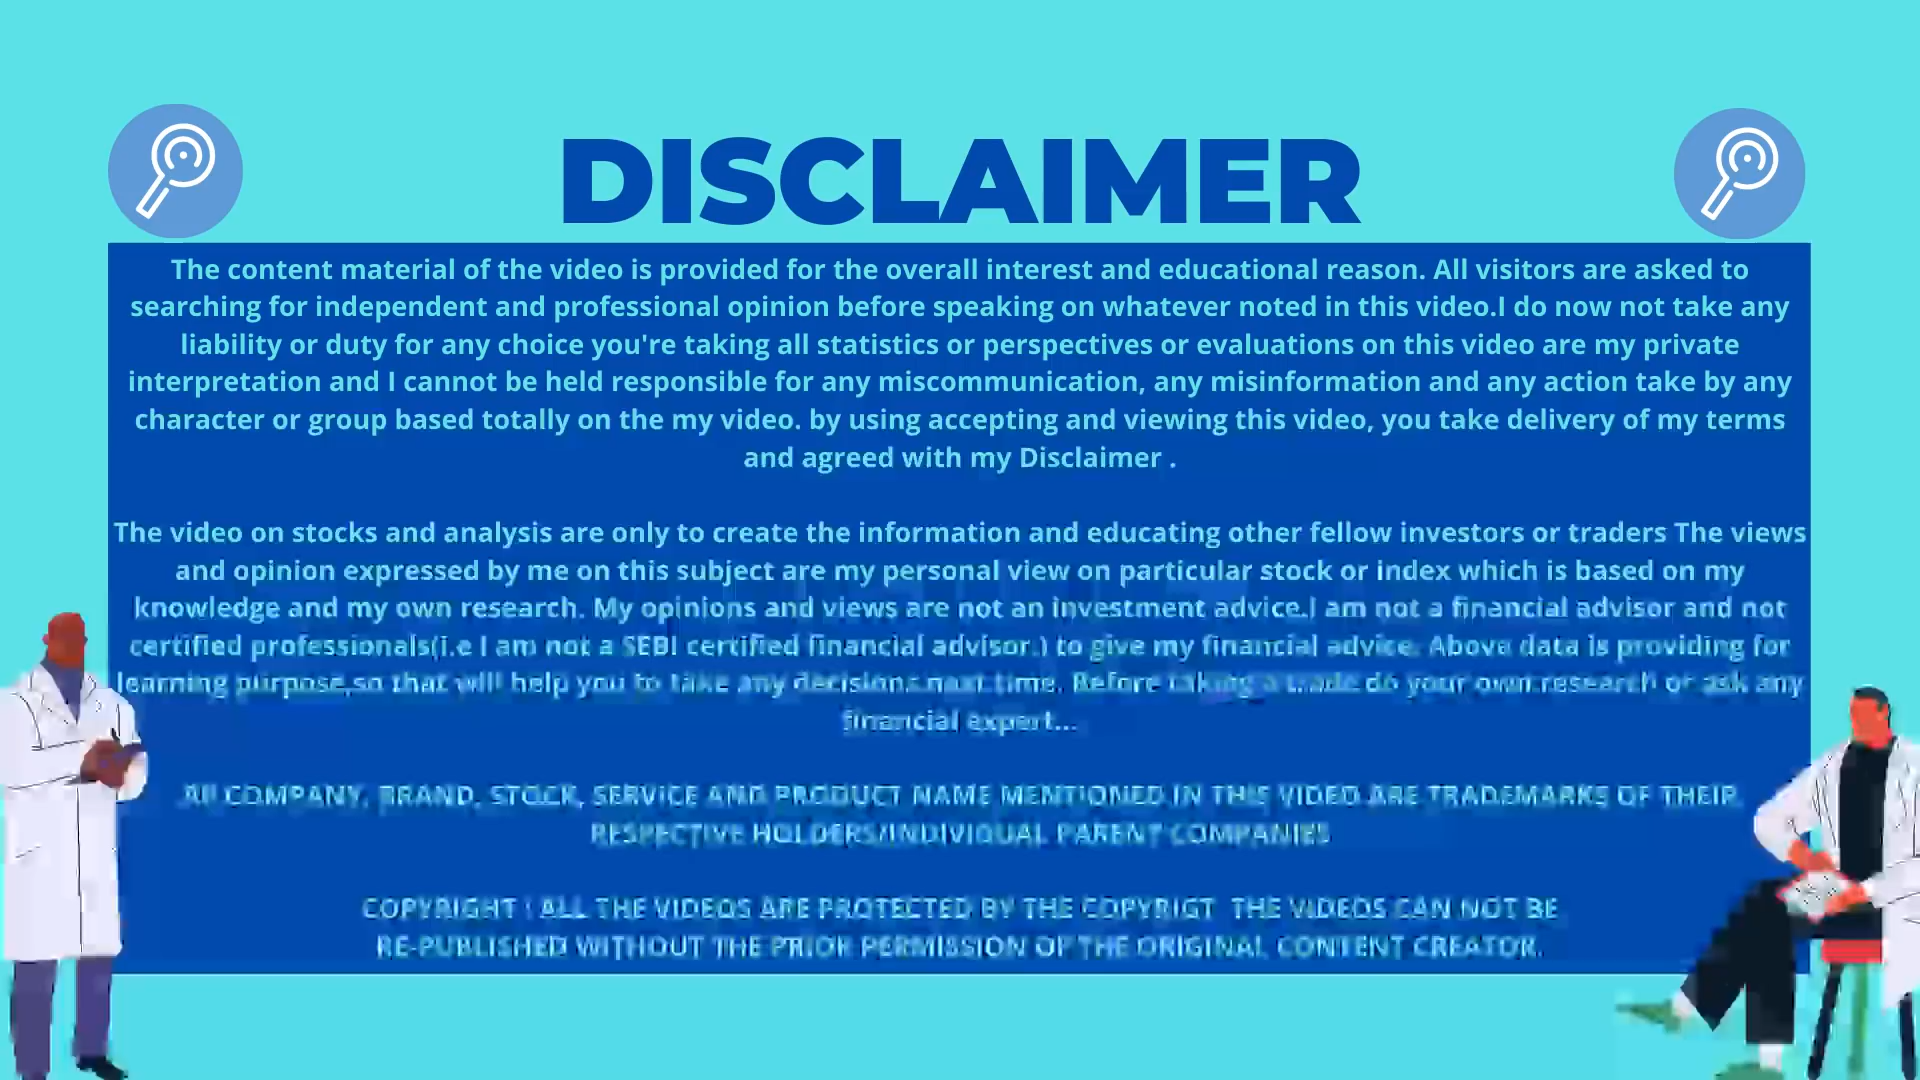 DISCLAIMER
The content material of the video is provided for the overall interest and educational reason. All visitors are asked to
searching for independent and professional opinion before speaking on whatever noted in this video.I do now not take any
liability or duty for any choice you're taking all statistics or perspectives or evaluations on this video are my private
interpretation and I cannot be held responsible for any miscommunication, any misinformation and any action take by any
character or group based totally on the my video. by using accepting and viewing this video, you take delivery of my terms
and agreed with my Disclaimer .
The video on stocks and analysis are only to create the information and educating other fellow investors or traders The views
and opinion expressed by me on this subject are my personal view on particular stock or index which is based on my
knowledge and my own research. My opinions and views are not an investment advice.I am not a financial advisor and not
certified professionals(i.e I am not a SEBI certified financial advisor.) to give my financial advice. Above data is providing for
learning purpose,so that will help you to take any decisions next time. Before taking a trade do your own research or ask any
financial expert...
COMPANY, BRAND, STOCK, SERVICE AND PRODUCT NAME MENTIONED IN THIS VIDEO ARE TRADEMARKS OF THEIR
RESPECTIVE HOLDERS/INDIVIDUAL PARENT COMPANIES
COPYRIGHT ! ALL THE VIDEOS ARE PROTECTED BY THE COPYRIGT THE VIDEOS CAN NOT BE
RE-PUBLISHED WITHOUT THE PRIOR PERMISSION OF THE ORIGINAL CONTENT CREATOR.